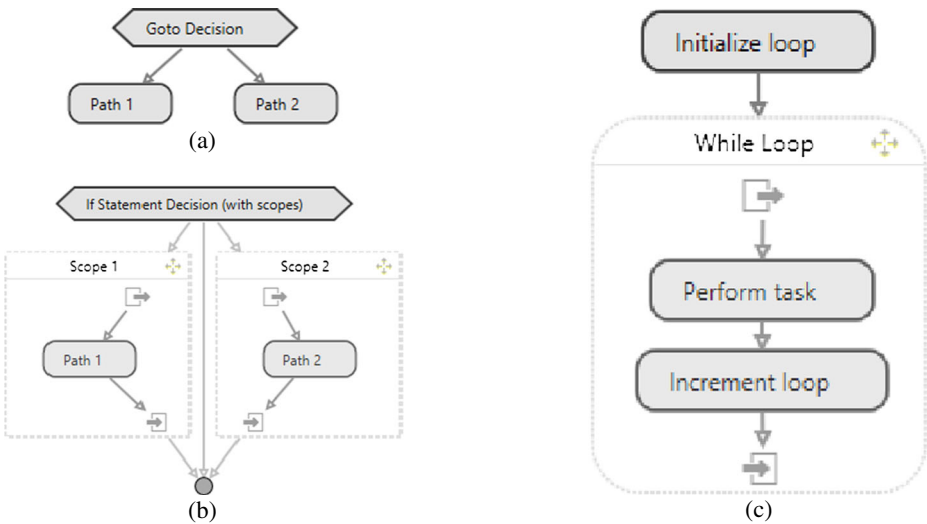 Goto Decision
Path 1
Path 2
(a)
If Statement Decision (with scopes)
Scope 1
Scope 2
Path 1
Path 2
(b)
Initialize loop
While Loop
Perform task
Increment loop
(c)